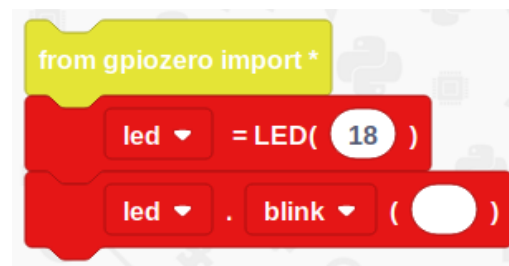 from gpiozero import *
led = LED( 18 )
led . blink ( )